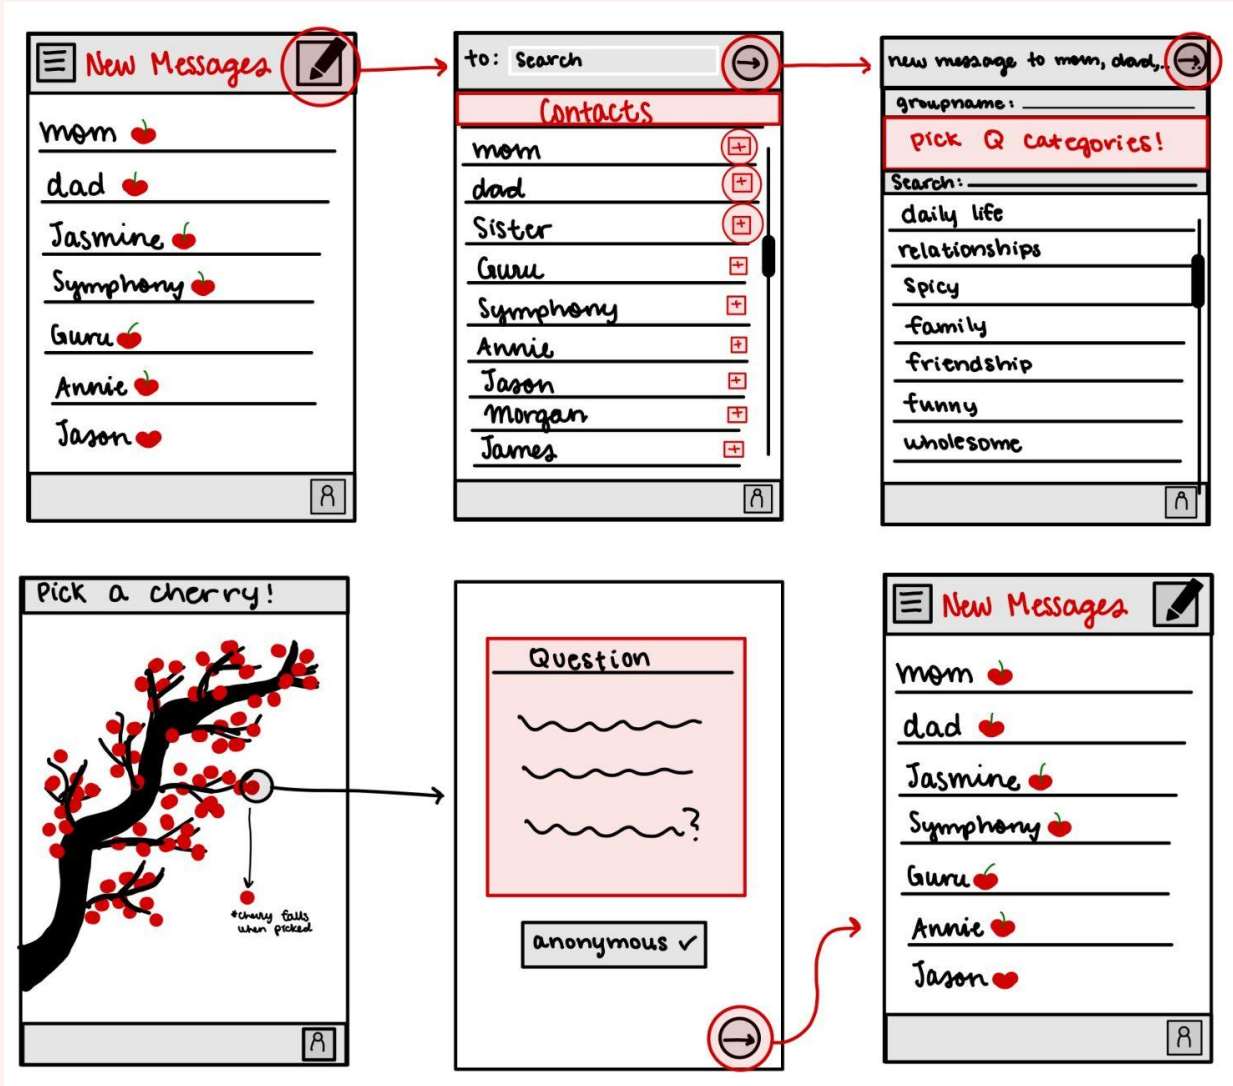 New Messages
mom
dad
Jasmine
Symphony
Guru
Annie
Jason
to: Search
Contacts
mom
dad
Sister
Guru
Symphony
Annie
Jason
Morgan
James
new message to mom, dad,..
groupname:
pick Q categories!
Search:
daily life
relationships
Spicy
family
friendship
funny
wholesome
Pick a cherry!
*cherry falls
when picked
Question
?
anonymous ✓
New Messages
mom
dad
Jasmine
Symphony
Guru
Annie
Jason